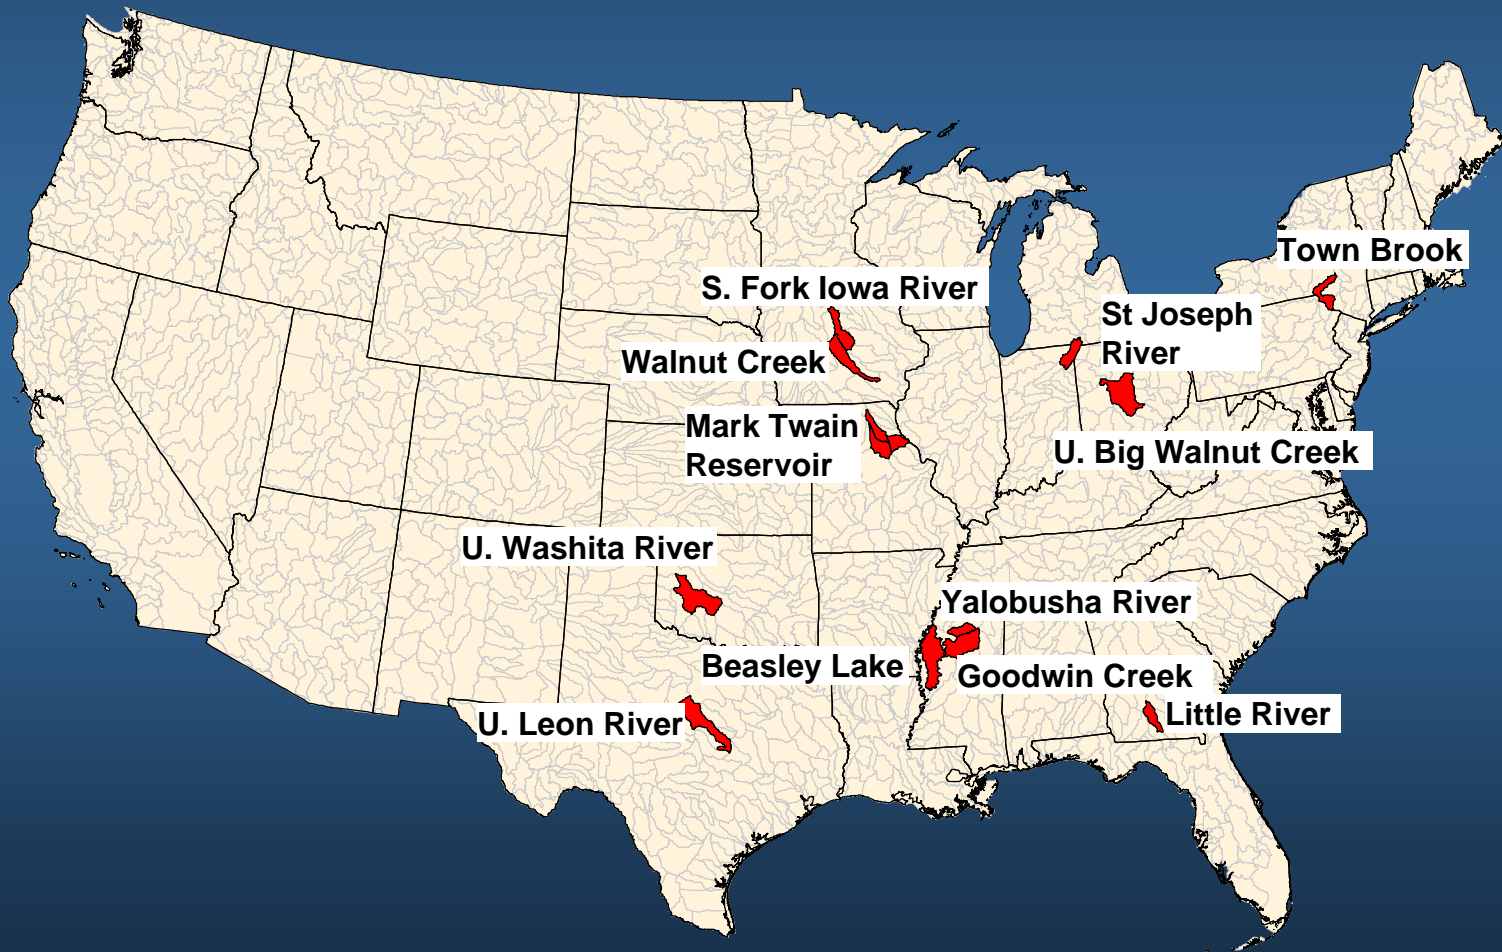 Town Brook
S. Fork Iowa River
St Joseph
River
Walnut Creek
Mark Twain
Reservoir
U. Big Walnut Creek
U. Washita River
Yalobusha River
Beasley Lake
Goodwin Creek
U. Leon River
Little River